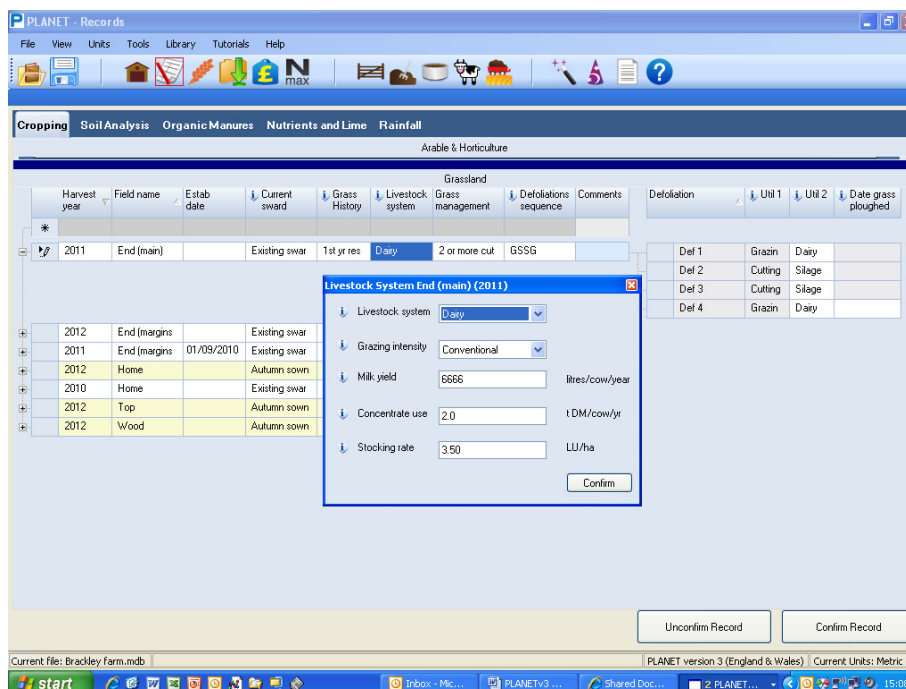 PLANET - Records
File View Units Tools Library Tutorials Help
N max
Cropping Soil Analysis Organic Manures Nutrients and Lime Rainfall
Arable & Horticulture
Grassland
Harvest year Field name Estab date Current sward Grass History Livestock system Grass management Defoliations sequence Comments Defoliation Util 1 Util 2 Date grass ploughed
2011 End (main) Existing swar 1st yr res Dairy 2 or more cut GSSG Def 1 Grazin Dairy
Def 2 Cutting Silage
Def 3 Cutting Silage
Def 4 Grazin Dairy
Livestock System End (main) (2011)
Livestock system Dairy
Grazing intensity Conventional
Milk yield 6666 litres/cow/year
Concentrate use 2.0 t DM/cow/yr
Stocking rate 3.50 LU/ha
Confirm
2012 End (margins Existing swar
2011 End (margins 01/09/2010 Existing swar
2012 Home Autumn sown
2010 Home Existing swar
2012 Top Autumn sown
2012 Wood Autumn sown
Unconfirm Record Confirm Record
Current file: Brackley farm.mdb PLANET version 3 (England & Wales) Current Units: Metric
start Inbox - Mic... PLANETv3 ... Shared Doc... 2 PLANET... 15:08